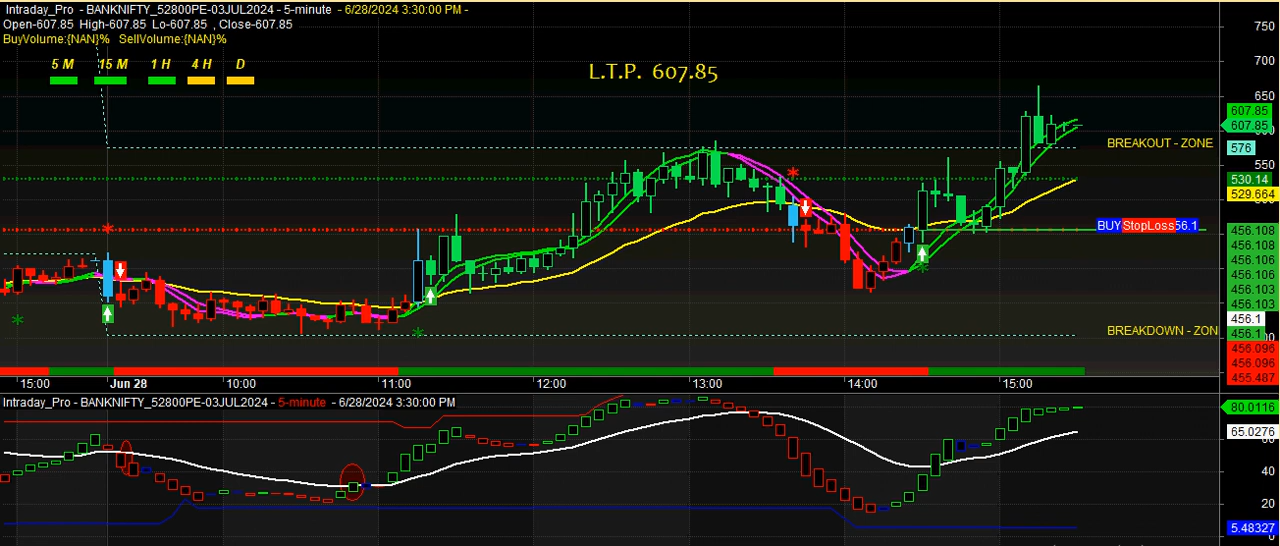 Intraday_Pro - BANKNIFTY_52800PE-03JUL2024 - 5-minute - 6/28/2024 3:30:00 PM -
Open-607.85 High-607.85 Lo-607.85 , Close-607.85
BuyVolume:{NAN}% SellVolume:{NAN}%
5 M 15 M 1 H 4 H D
L.T.P. 607.85
750
700
650
607.85
607.85
BREAKOUT - ZONE
576
550
530.14
529.664
BUY StopLoss 56.1
456.108
456.108
456.106
456.106
456.103
456.103
456.1
456.1
BREAKDOWN - ZON
456.096
456.096
455.487
15:00 Jun 28 10:00 11:00 12:00 13:00 14:00 15:00
Intraday_Pro - BANKNIFTY_52800PE-03JUL2024 - 5-minute - 6/28/2024 3:30:00 PM
80.0116
65.0276
60
40
20
5.48327
0